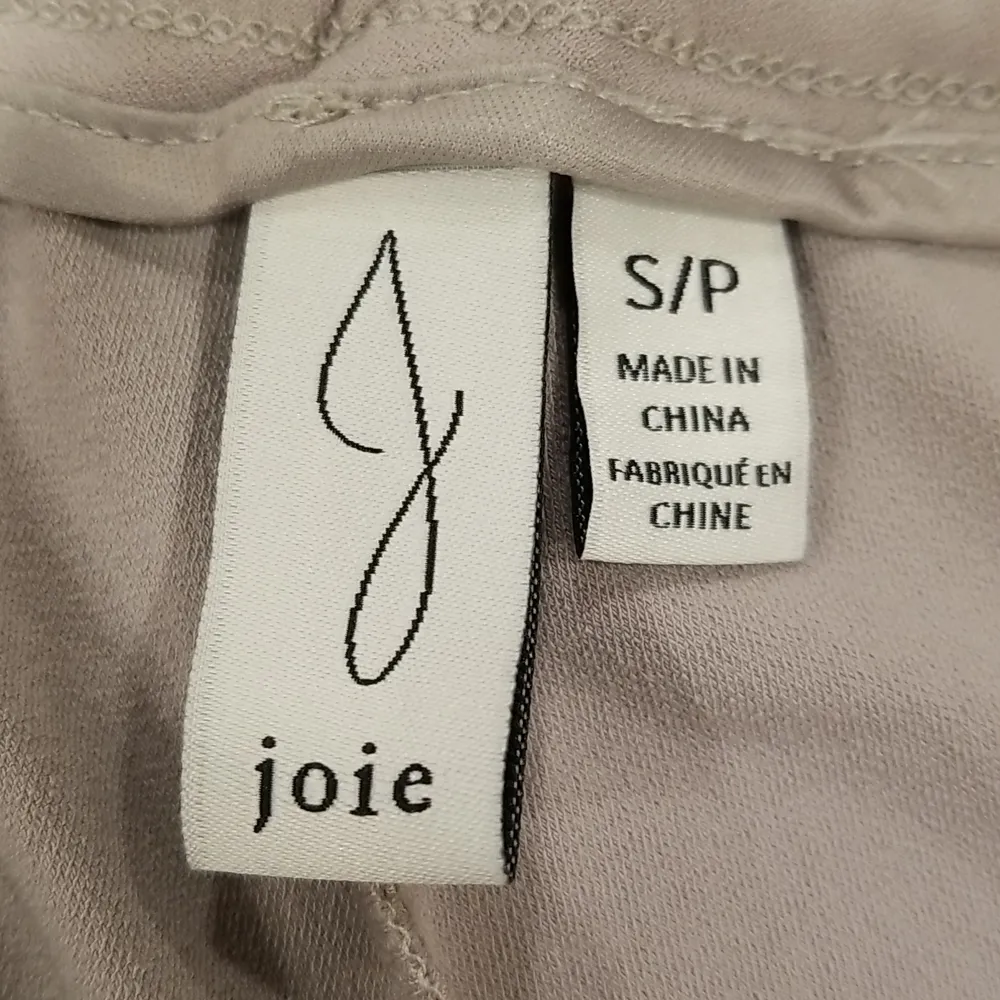 joie
S/P
MADE IN
CHINA
FABRIQUÉ EN
CHINE